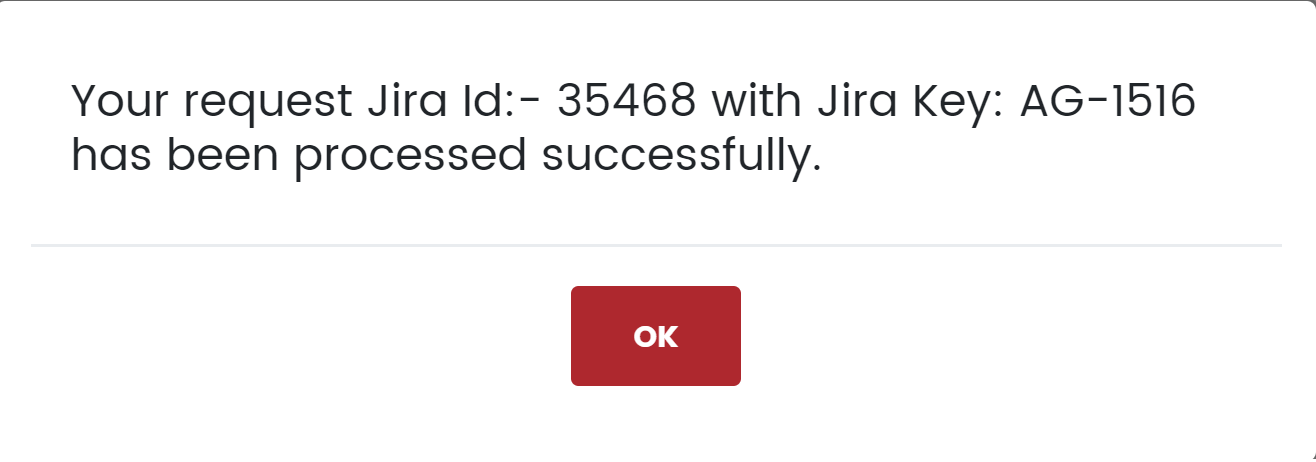 Your request Jira Id:- 35468 with Jira Key: AG-1516
has been processed successfully.
OK